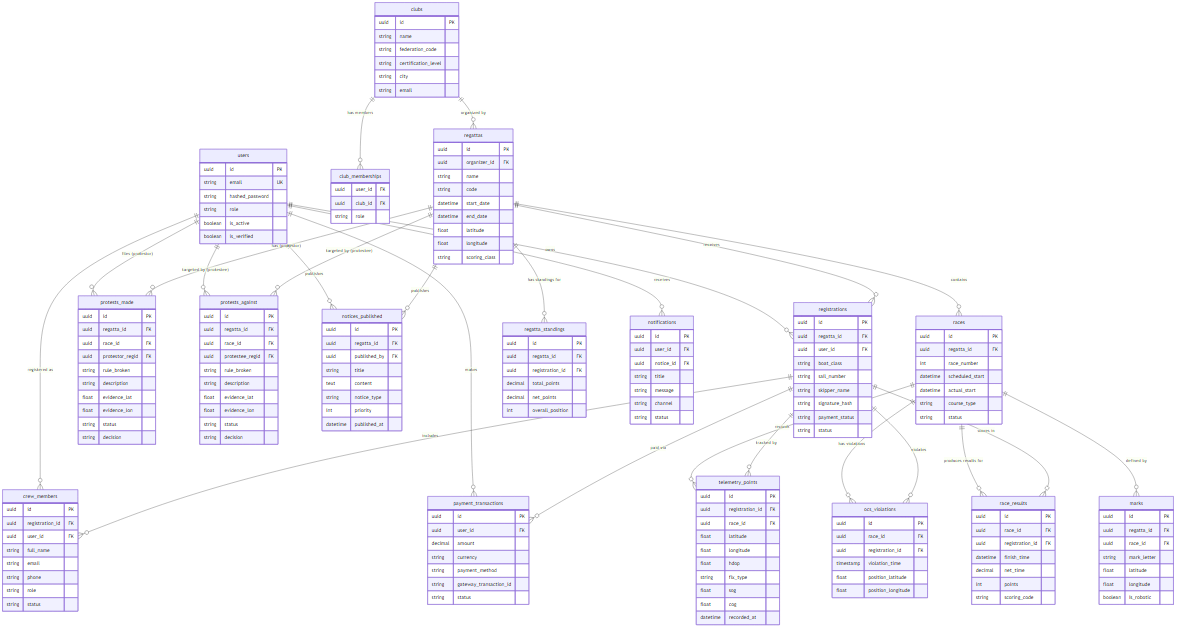 clubs
uuid id PK
string name
string federation_code
string certification_level
string city
string email
has members
organized by
regattas
uuid id PK
uuid organizer_id FK
string name
string code
datetime start_date
datetime end_date
float latitude
float longitude
string scoring_class
users
uuid id PK
string email UK
string hashed_password
string role
boolean is_active
boolean is_verified
club_memberships
uuid user_id FK
uuid club_id FK
string role
files (protestor)
targeted by (protestee)
targeted by (protestee)
publishes
publishes
has standings for
receives
receives
contains
protests_made
uuid id PK
uuid regatta_id FK
uuid race_id FK
uuid protestor_regid FK
string rule_broken
string description
float evidence_lat
float evidence_lon
string status
string decision
protests_against
uuid id PK
uuid regatta_id FK
uuid race_id FK
uuid protestee_regid FK
string rule_broken
string description
float evidence_lat
float evidence_lon
string status
string decision
notices_published
uuid id PK
uuid regatta_id FK
uuid published_by FK
string title
text content
string notice_type
int priority
datetime published_at
regatta_standings
uuid id PK
uuid regatta_id FK
uuid registration_id FK
decimal total_points
decimal net_points
int overall_position
notifications
uuid id PK
uuid user_id FK
uuid notice_id FK
string title
string message
string channel
string status
registrations
uuid id PK
uuid regatta_id FK
uuid user_id FK
string boat_class
string sail_number
string skipper_name
string signature_hash
string payment_status
string status
races
uuid id PK
uuid regatta_id FK
int race_number
datetime scheduled_start
datetime actual_start
string course_type
string status
registered as
makes
includes
paid via
tracked by
has violations
violates
produces results for
scores in
defined by
crew_members
uuid id PK
uuid registration_id FK
uuid user_id FK
string full_name
string email
string phone
string role
string status
payment_transactions
uuid id PK
uuid user_id FK
decimal amount
string currency
string payment_method
string gateway_transaction_id
string status
telemetry_points
uuid id PK
uuid registration_id FK
uuid race_id FK
float latitude
float longitude
float hdop
string fix_type
float sog
float cog
datetime recorded_at
ocs_violations
uuid id PK
uuid race_id FK
uuid registration_id FK
timestamp violation_time
float position_latitude
float position_longitude
race_results
uuid id PK
uuid race_id FK
uuid registration_id FK
datetime finish_time
decimal net_time
int points
string scoring_code
marks
uuid id PK
uuid regatta_id FK
uuid race_id FK
string mark_letter
float latitude
float longitude
boolean is_robotic